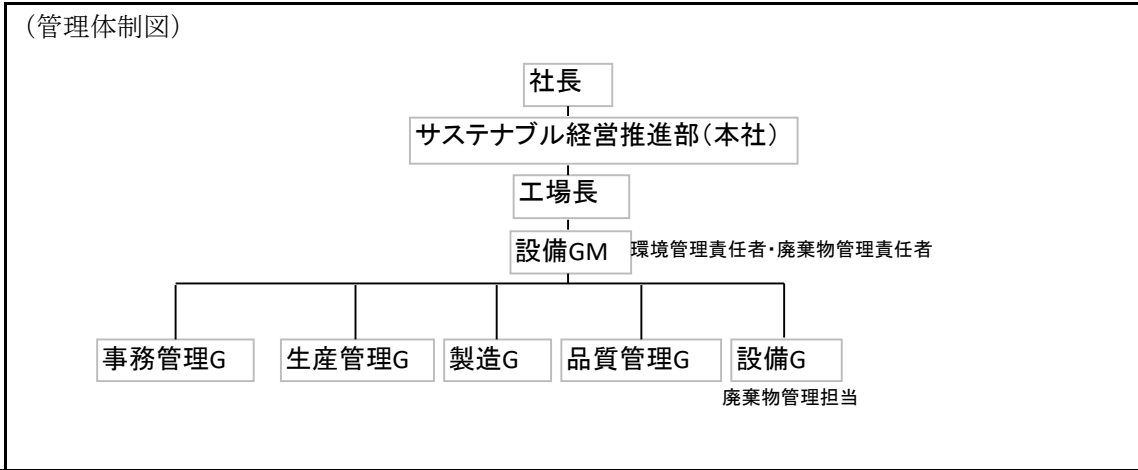 （管理体制図）
社長
サステナブル経営推進部（本社）
工場長
設備GM 環境管理責任者・廃棄物管理責任者
事務管理G 生産管理G 製造G 品質管理G 設備G
廃棄物管理担当